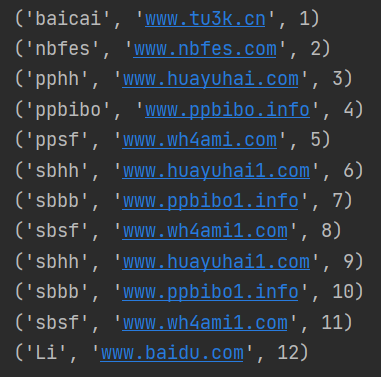 ('baicai', 'www.tu3k.cn', 1)
('nbfes', 'www.nbfes.com', 2)
('pphh', 'www.huayuhai.com', 3)
('ppbibo', 'www.ppbibo.info', 4)
('ppsf', 'www.wh4ami.com', 5)
('sbhh', 'www.huayuhai1.com', 6)
('sbbb', 'www.ppbibo1.info', 7)
('sbsf', 'www.wh4ami1.com', 8)
('sbhh', 'www.huayuhai1.com', 9)
('sbbb', 'www.ppbibo1.info', 10)
('sbsf', 'www.wh4ami1.com', 11)
('Li', 'www.baidu.com', 12)